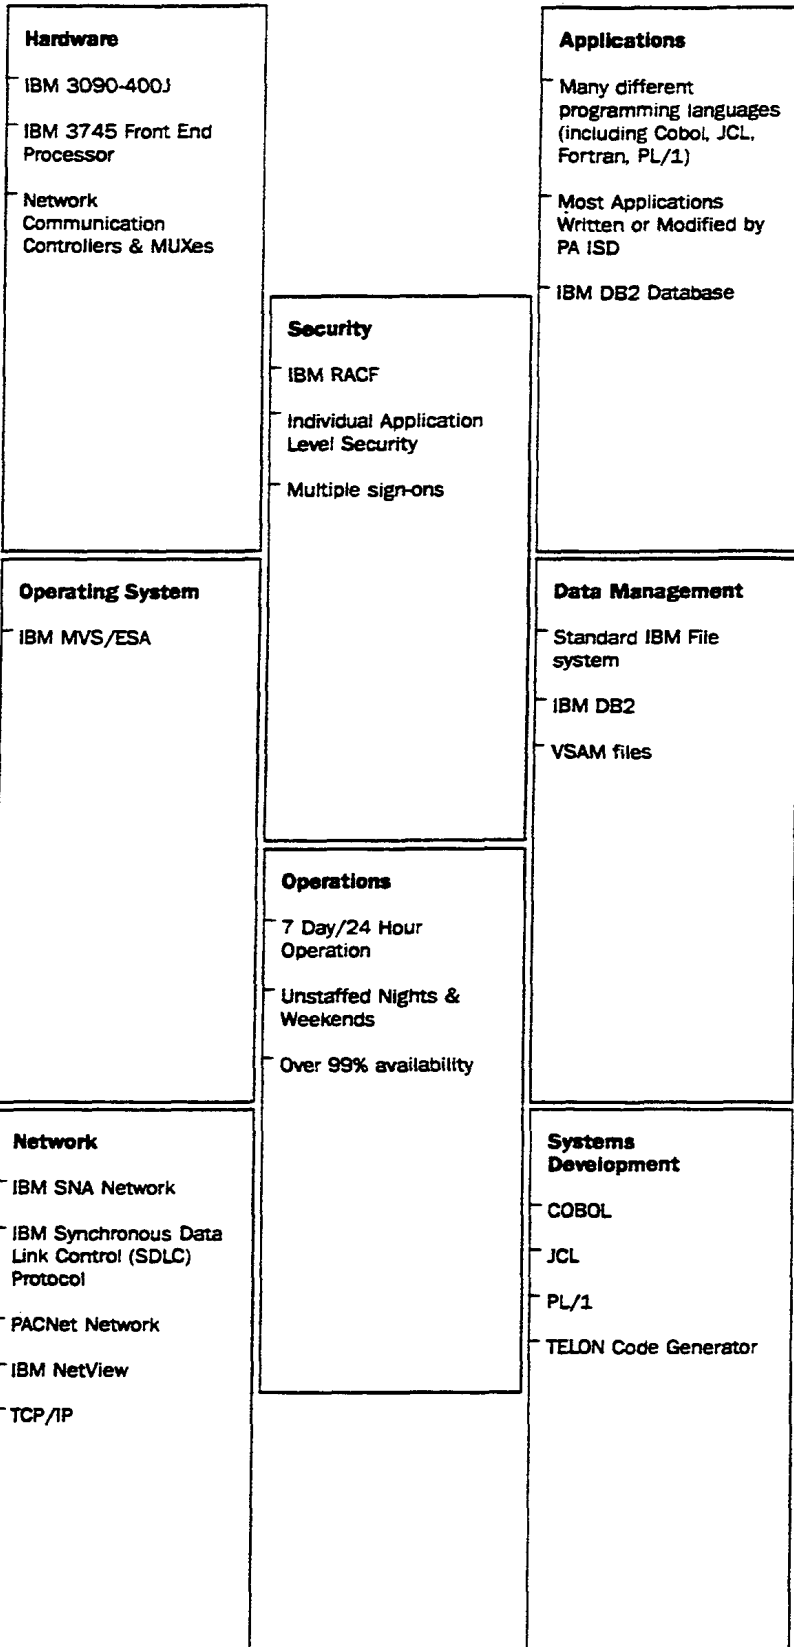 Hardware
IBM 3090-400J
IBM 3745 Front End
Processor
Network
Communication
Controllers & MUXes
Operating System
IBM MVS/ESA
Network
IBM SNA Network
IBM Synchronous Data
Link Control (SDLC)
Protocol
PACNet Network
IBM NetView
TCP/IP
Security
IBM RACF
Individual Application
Level Security
Multiple sign-ons
Operations
7 Day/24 Hour
Operation
Unstaffed Nights &
Weekends
Over 99% availability
Applications
Many different
programming languages
(including Cobol, JCL,
Fortran, PL/1)
Most Applications
Written or Modified by
PA ISD
IBM DB2 Database
Data Management
Standard IBM File
system
IBM DB2
VSAM files
Systems
Development
COBOL
JCL
PL/1
TELON Code Generator